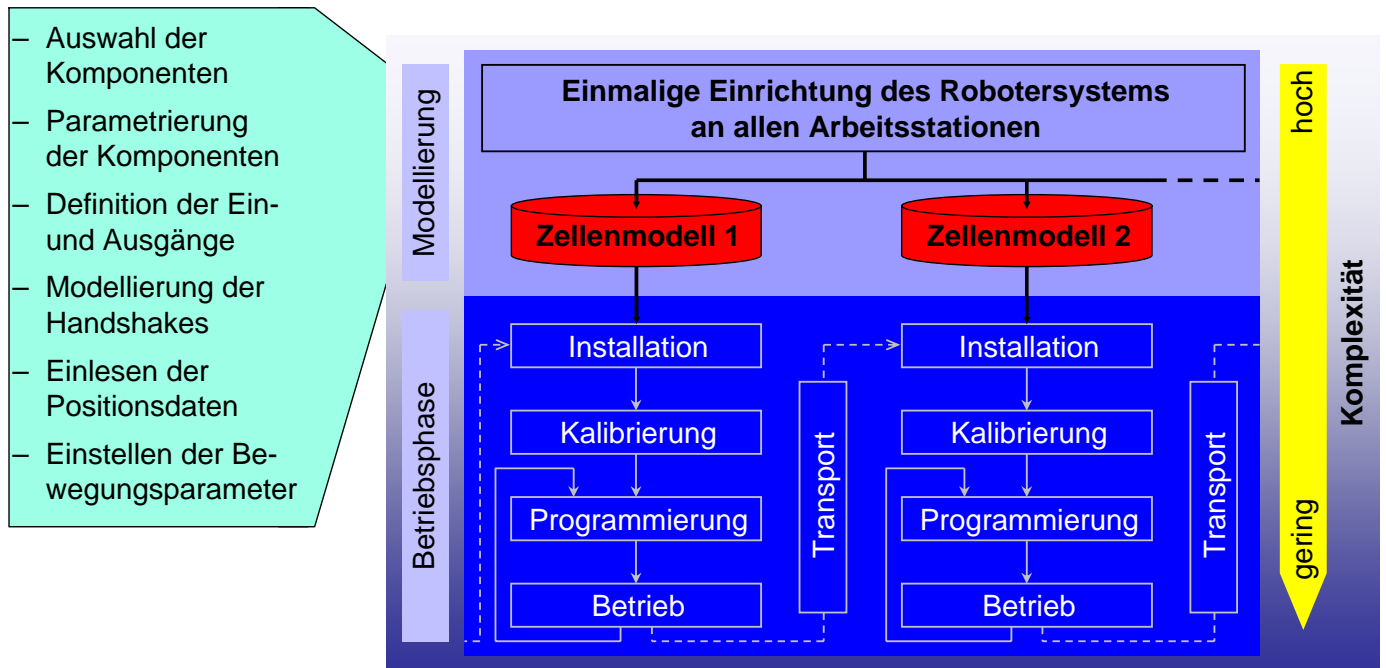 – Auswahl der
Komponenten
– Parametrierung
der Komponenten
– Definition der Ein-
und Ausgänge
– Modellierung der
Handshakes
– Einlesen der
Positionsdaten
– Einstellen der Be-
wegungsparameter
Modellierung
Betriebsphase
Einmalige Einrichtung des Robotersystems
an allen Arbeitsstationen
Zellenmodell 1
Zellenmodell 2
Installation
Kalibrierung
Programmierung
Betrieb
Transport
Installation
Kalibrierung
Programmierung
Betrieb
Transport
hoch
gering
Komplexität